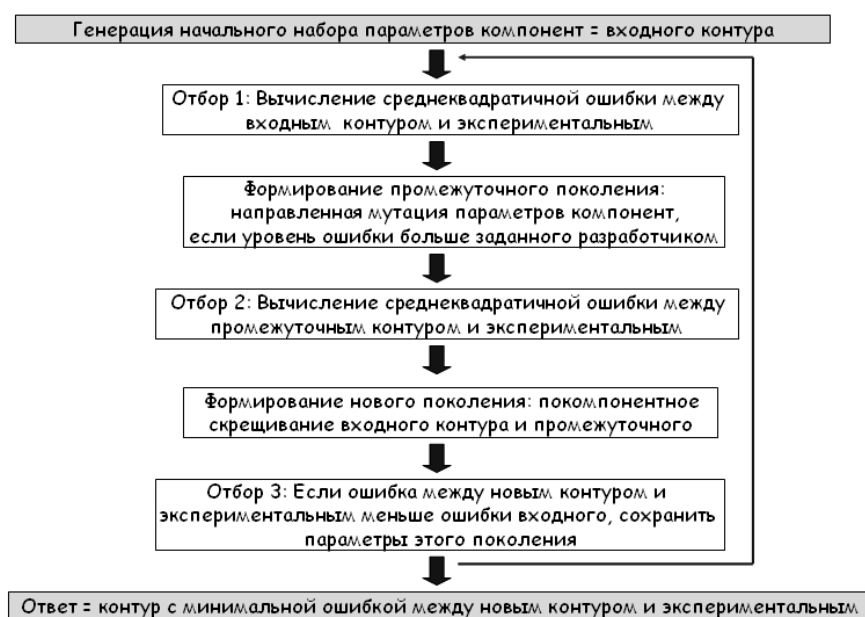 Генерация начального набора параметров компонент = входного контура
Отбор 1: Вычисление среднеквадратичной ошибки между
входным контуром и экспериментальным
Формирование промежуточного поколения:
направленная мутация параметров компонент,
если уровень ошибки больше заданного разработчиком
Отбор 2: Вычисление среднеквадратичной ошибки между
промежуточным контуром и экспериментальным
Формирование нового поколения: покомпонентное
скрещивание входного контура и промежуточного
Отбор 3: Если ошибка между новым контуром и
экспериментальным меньше ошибки входного, сохранить
параметры этого поколения
Ответ = контур с минимальной ошибкой между новым контуром и экспериментальным